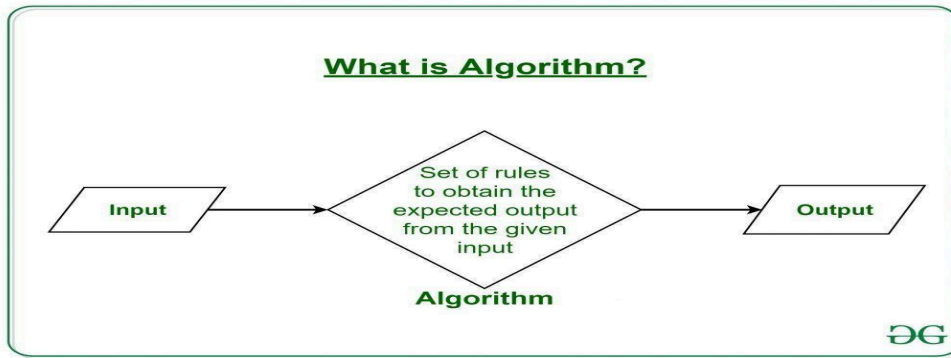 What is Algorithm?
Set of rules
to obtain the
expected output
from the given
input
Input
Output
Algorithm
GG